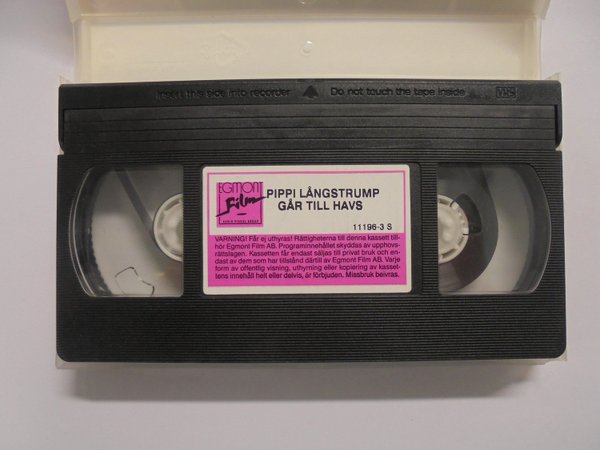 Insert this side into recorder Do not touch the tape inside VHS
EGMONT
Film
PIPPI LÅNGSTRUMP
GÅR TILL HAVS
11196-3 S
VARNING! Får ej uthyras! Rättigheterna till denna kassett till-
hör Egmont Film AB. Programinnehållet skyddas av upphovs-
rättslagen. Kassetten får endast säljas till privat bruk och en-
dast av dem som har tillstånd därtill av Egmont Film AB. Varje
form av offentlig visning, uthyrning eller kopiering av kasset-
tens innehåll helt eller delvis, är förbjuden. Missbruk beivras.